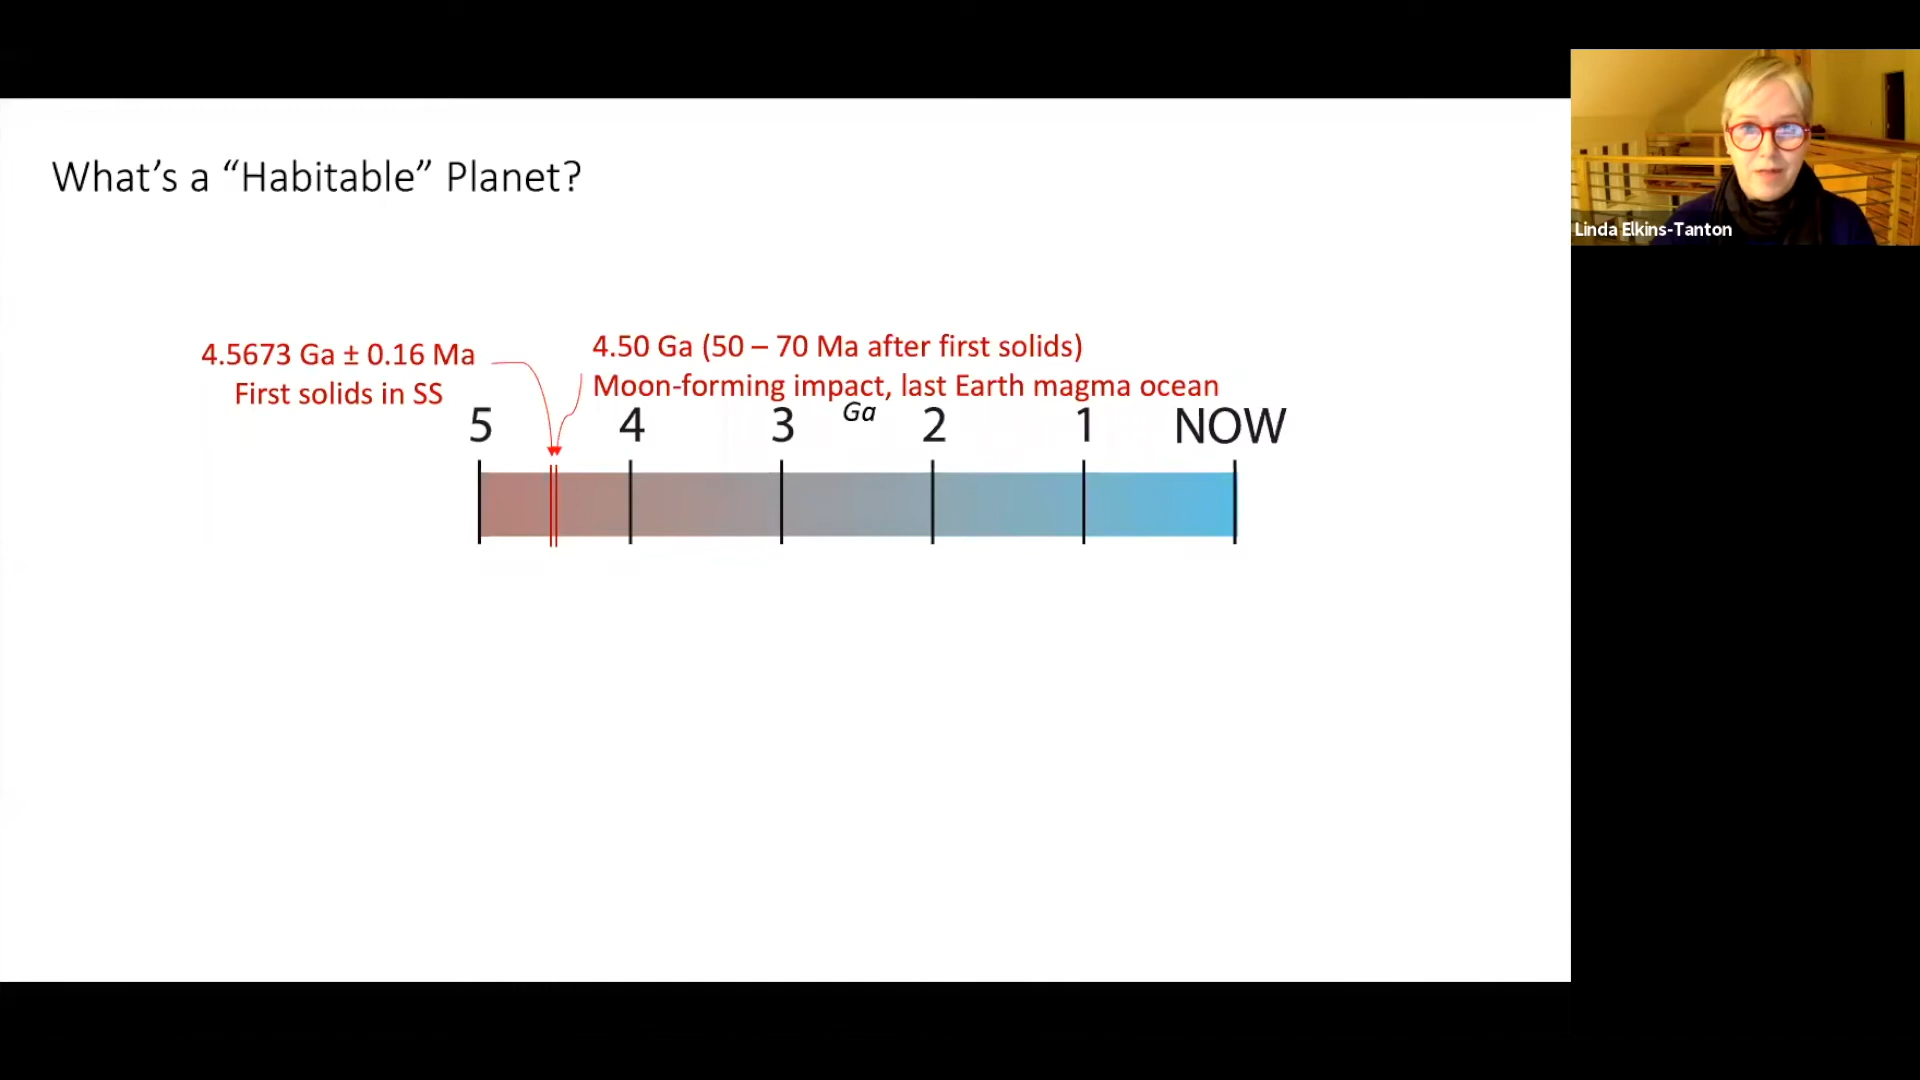 What's a “Habitable” Planet?
4.5673 Ga ± 0.16 Ma
First solids in SS
4.50 Ga (50 – 70 Ma after first solids)
Moon-forming impact, last Earth magma ocean
5 4 3 Ga 2 1 NOW
Linda Elkins-Tanton